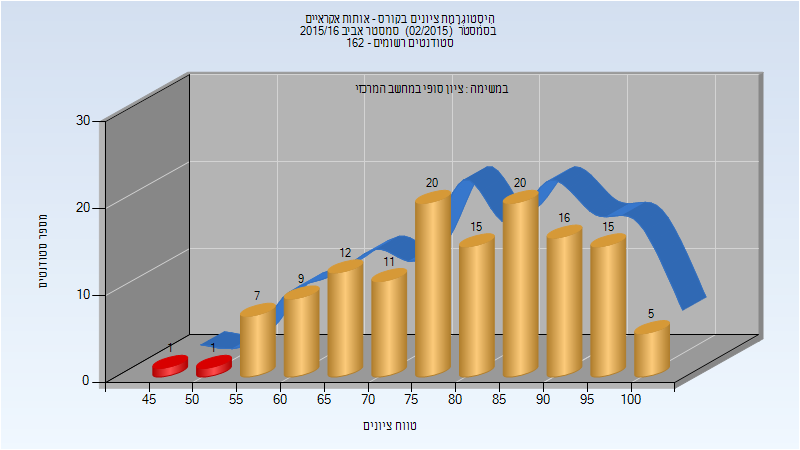 היסטוגרמת ציונים בקורס - אותות אקראיים
בסמסטר (02/2015) סמסטר אביב 2015/16
סטודנטים רשומים - 162
במשימה : ציון סופי במחשב המרכזי
מספר סטודנטים
30
20
10
0
1
1
7
9
12
11
20
15
20
16
15
5
45 50 55 60 65 70 75 80 85 90 95 100
טווח ציונים